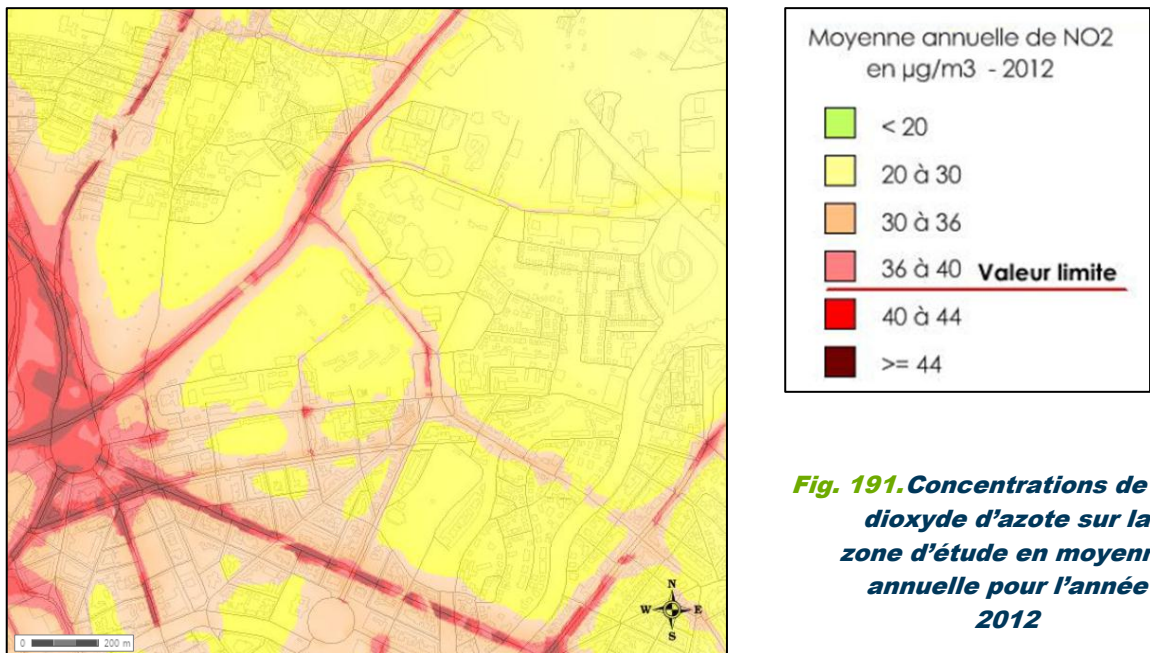 N
W E
S
0 200 m
Moyenne annuelle de NO2
en µg/m3 - 2012
< 20
20 à 30
30 à 36
36 à 40 Valeur limite
40 à 44
>= 44
Fig. 191. Concentrations de
dioxyde d'azote sur la
zone d'étude en moyenn
annuelle pour l'année
2012